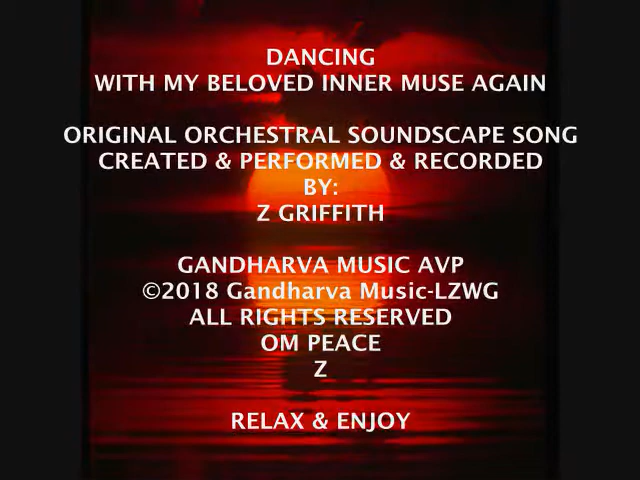 DANCING
WITH MY BELOVED INNER MUSE AGAIN
ORIGINAL ORCHESTRAL SOUNDSCAPE SONG
CREATED & PERFORMED & RECORDED
BY:
Z GRIFFITH
GANDHARVA MUSIC AVP
©2018 Gandharva Music-LZWG
ALL RIGHTS RESERVED
OM PEACE
Z
RELAX & ENJOY